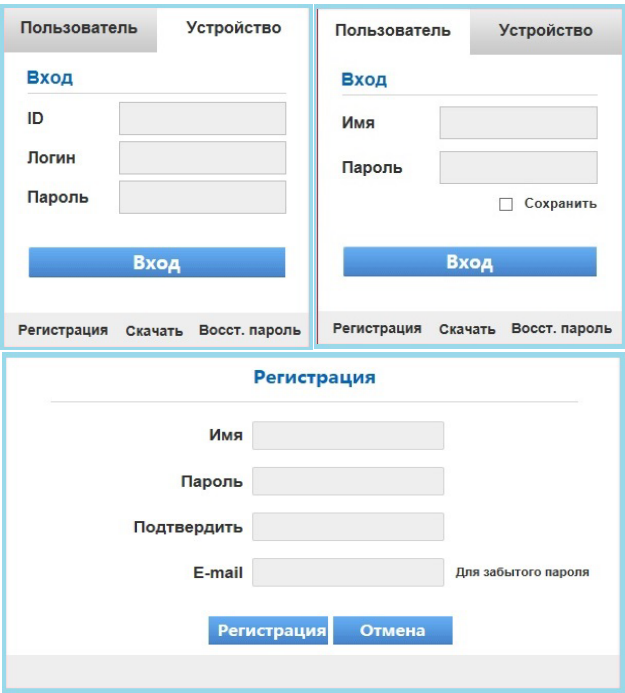 Пользователь Устройство
Вход
ID
Логин
Пароль
Вход
Регистрация Скачать Восст. пароль
Пользователь Устройство
Вход
Имя
Пароль
Сохранить
Вход
Регистрация Скачать Восст. пароль
Регистрация
Имя
Пароль
Подтвердить
E-mail Для забытого пароля
Регистрация Отмена